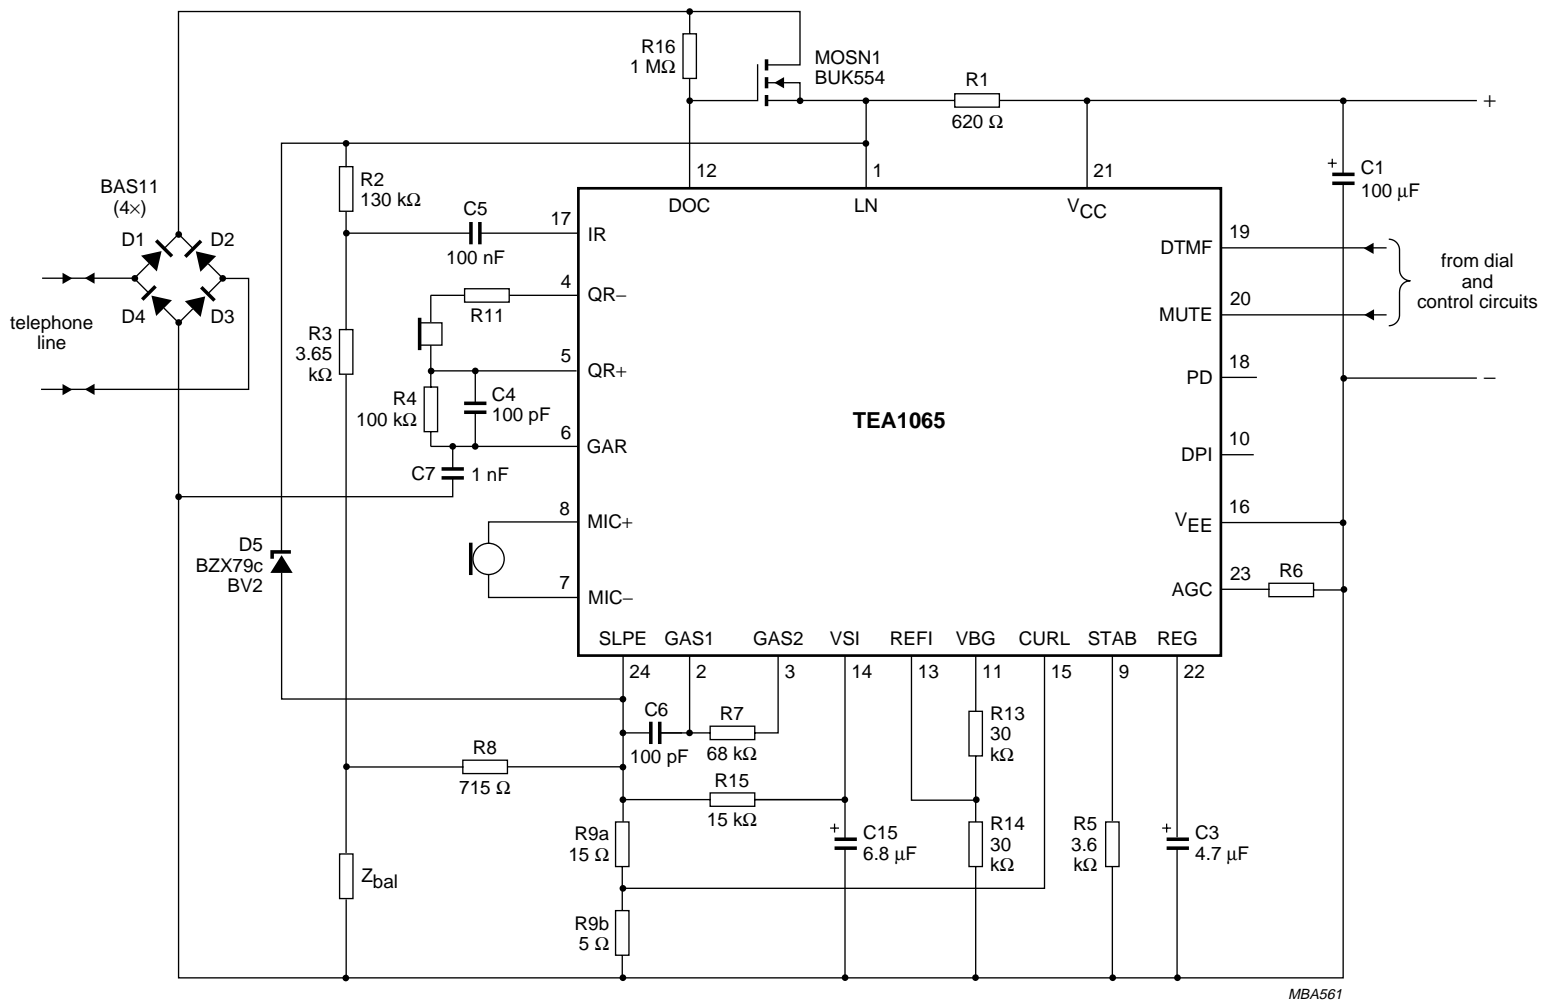 R16
1 MΩ
MOSN1
BUK554
R1
620 Ω
+
BAS11
(4×)
D1
D2
D4
D3
telephone
line
R2
130 kΩ
C5
100 nF
R3
3.65
kΩ
R11
R4
100 kΩ
C4
100 pF
C7
1 nF
D5
BZX79c
BV2
12
1
21
DOC
LN
VCC
17
IR
4
QR−
5
QR+
6
GAR
8
MIC+
7
MIC−
TEA1065
DTMF
19
MUTE
20
PD
18
DPI
10
VEE
16
AGC
23
R6
+
C1
100 µF
from dial
and
control circuits
−
SLPE
GAS1
GAS2
VSI
REFI
VBG
CURL
STAB
REG
24
2
3
14
13
11
15
9
22
C6
100 pF
R7
68 kΩ
R8
715 Ω
R15
15 kΩ
R13
30
kΩ
R9a
15 Ω
+
C15
6.8 µF
R14
30
kΩ
R5
3.6
kΩ
+
C3
4.7 µF
Zbal
R9b
5 Ω
MBA561